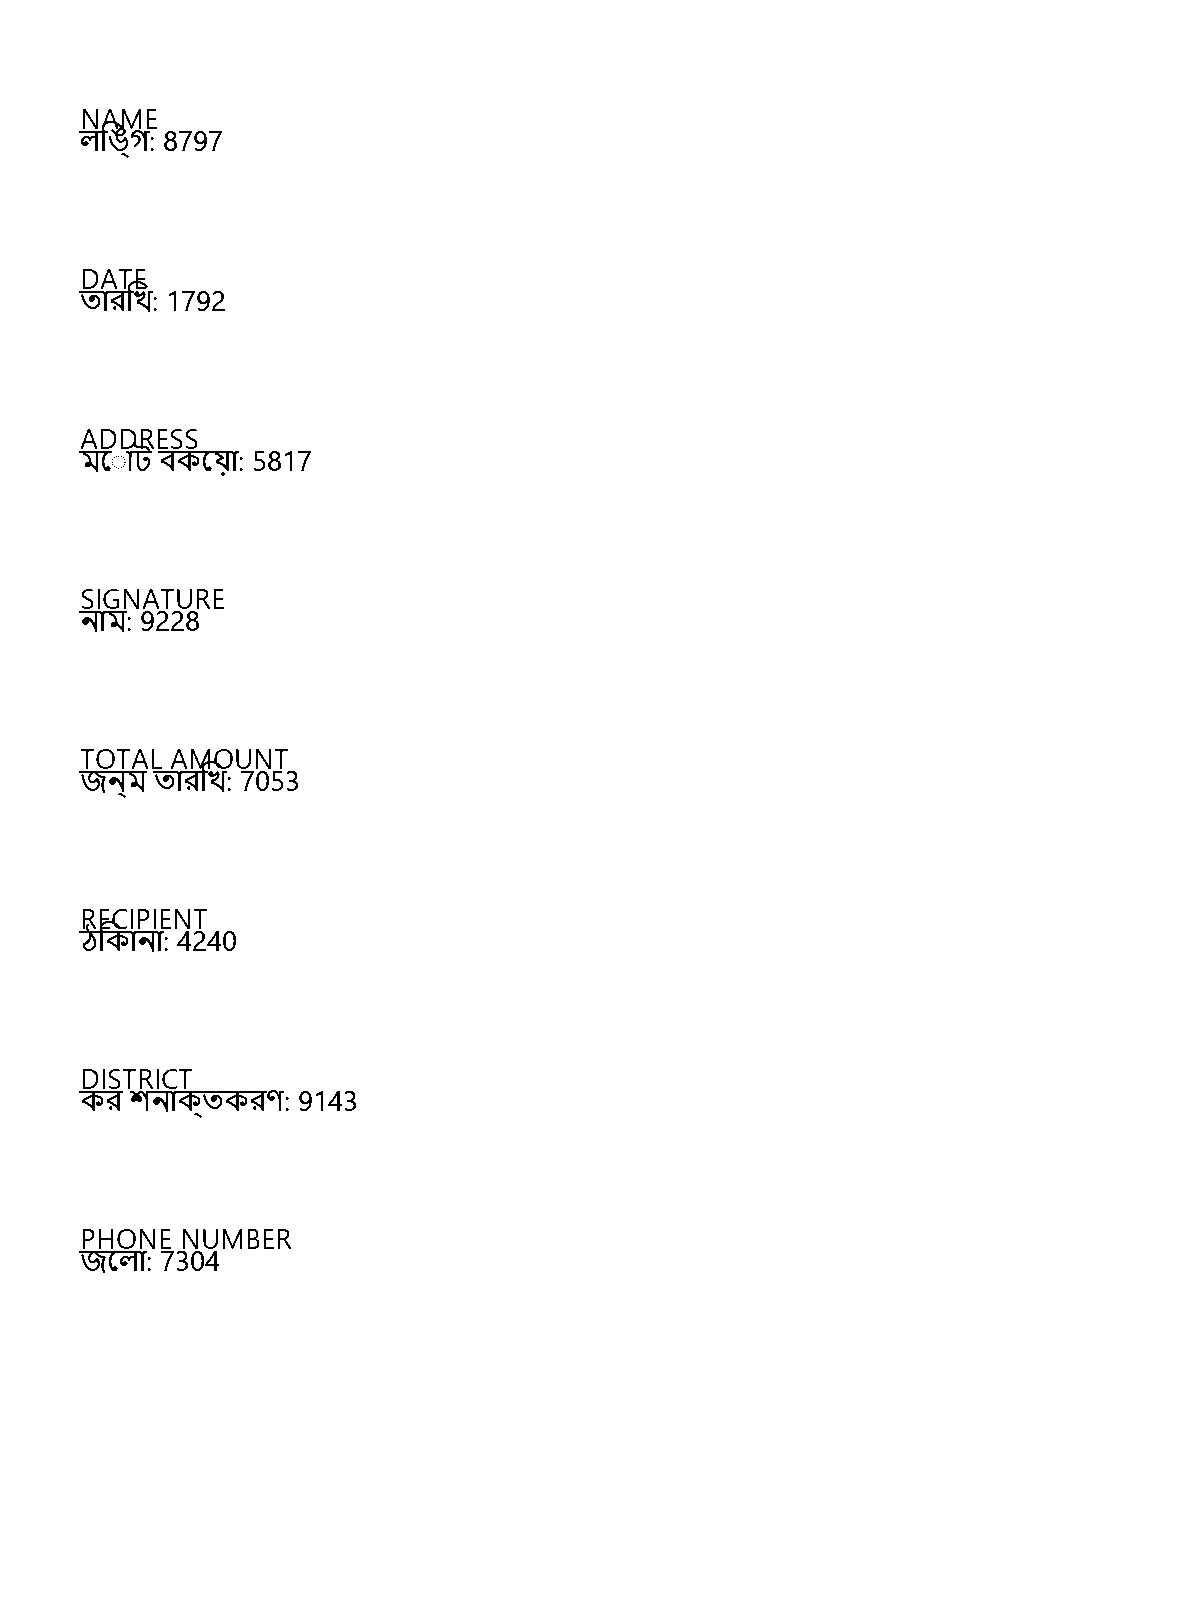 NAME
লিঙ্গ: 8797
DATE
তারিখ: 1792
ADDRESS
মোট বকেয়া: 5817
SIGNATURE
নাম: 9228
TOTAL AMOUNT
জন্ম তারিখ: 7053
RECIPIENT
ঠিকানা: 4240
DISTRICT
কর শনাক্তকরণ: 9143
PHONE NUMBER
জেলা: 7304